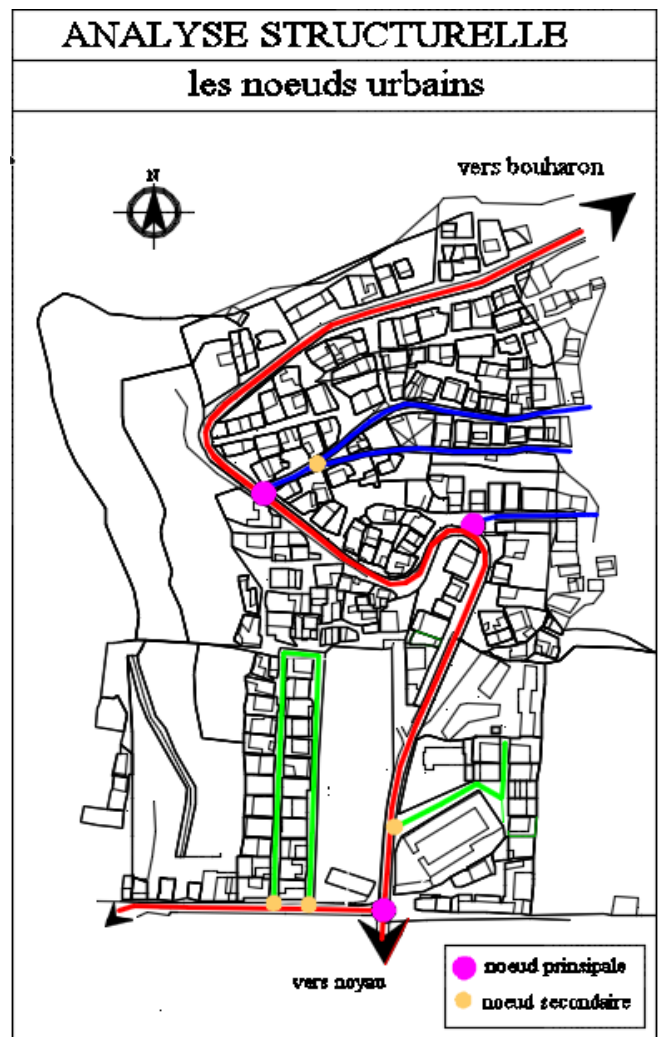 ANALYSE STRUCTURELLE
les noeuds urbains
vers bouharon
N
vers noyau
noeud prinsipale
noeud secondaire